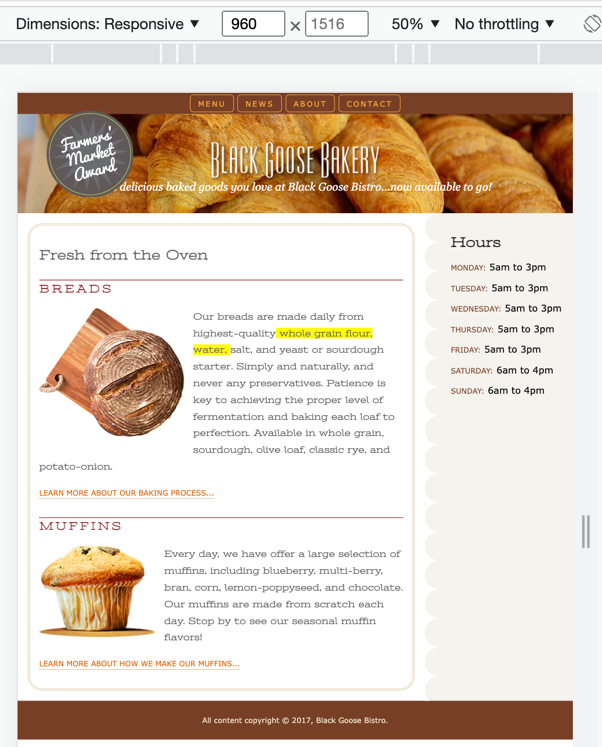 Dimensions: Responsive ▼ 960 × 1516 50% ▼ No throttling ▼
MENU NEWS ABOUT CONTACT
Farmers'
Market
Award
BLACK GOOSE BAKERY
delicious baked goods you love at Black Goose Bistro...now available to go!
Fresh from the Oven
BREADS
Our breads are made daily from
highest-quality whole grain flour,
water, salt, and yeast or sourdough
starter. Simply and naturally, and
never any preservatives. Patience is
key to achieving the proper level of
fermentation and baking each loaf to
perfection. Available in whole grain,
sourdough, olive loaf, classic rye, and
potato-onion.
LEARN MORE ABOUT OUR BAKING PROCESS...
MUFFINS
Every day, we have offer a large selection of
muffins, including blueberry, multi-berry,
bran, corn, lemon-poppyseed, and chocolate.
Our muffins are made from scratch each
day. Stop by to see our seasonal muffin
flavors!
LEARN MORE ABOUT HOW WE MAKE OUR MUFFINS...
Hours
MONDAY: 5am to 3pm
TUESDAY: 5am to 3pm
WEDNESDAY: 5am to 3pm
THURSDAY: 5am to 3pm
FRIDAY: 5am to 3pm
SATURDAY: 6am to 4pm
SUNDAY: 6am to 4pm
All content copyright © 2017, Black Goose Bistro.